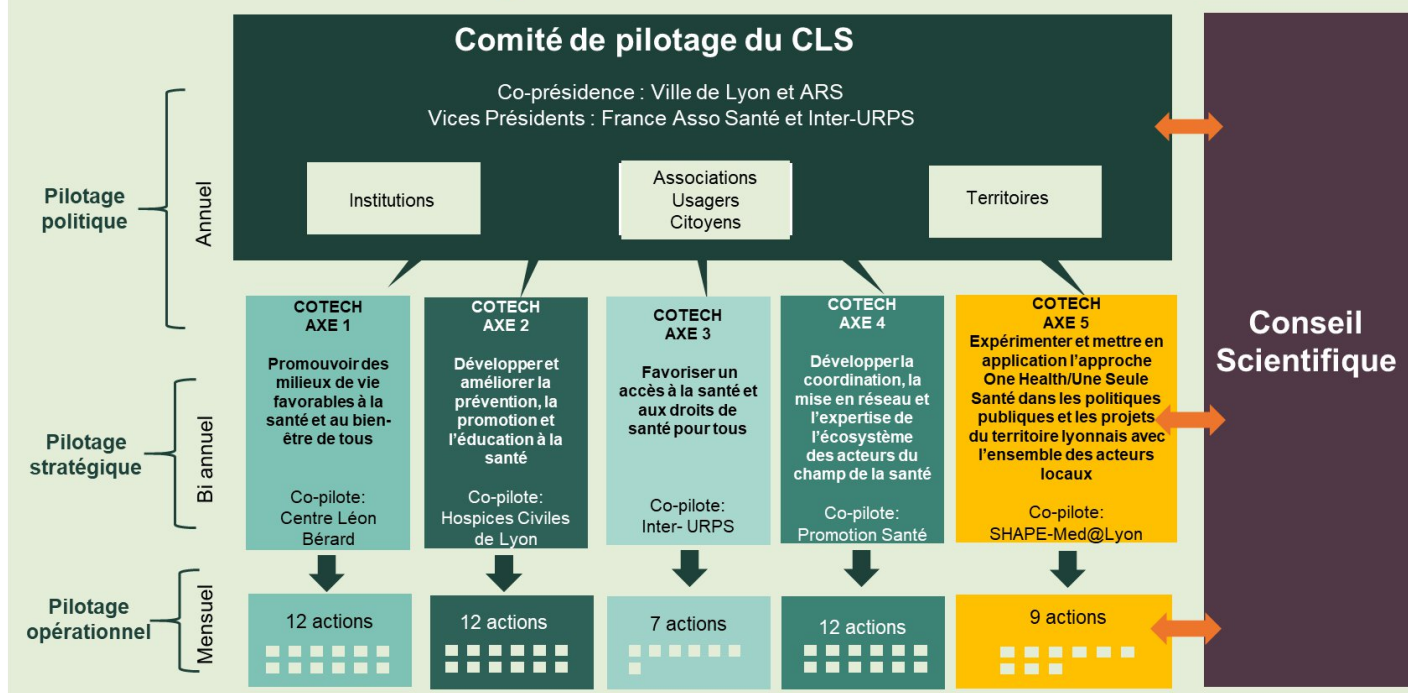 Comité de pilotage du CLS
Co-présidence : Ville de Lyon et ARS
Vices Présidents : France Asso Santé et Inter-URPS
Institutions
Associations
Usagers
Citoyens
Territoires
Pilotage
politique
Annuel
COTECH
AXE 1
Promouvoir des
milieux de vie
favorables à la
santé et au bien-
être de tous
Co-pilote:
Centre Léon
Bérard
COTECH
AXE 2
Développer et
améliorer la
prévention, la
promotion et
l'éducation à la
santé
Co-pilote:
Hospices Civiles
de Lyon
COTECH
AXE 3
Favoriser un
accès à la santé et
aux droits de
santé pour tous
Co-pilote:
Inter- URPS
COTECH
AXE 4
Développer la
coordination, la
mise en réseau et
l'expertise de
l'écosystème
des acteurs du
champ de la santé
Co-pilote:
Promotion Santé
COTECH
AXE 5
Expérimenter et mettre en
application l'approche
One Health/Une Seule
Santé dans les politiques
publiques et les projets
du territoire lyonnais avec
l'ensemble des acteurs
locaux
Co-pilote:
SHAPE-Med@Lyon
Pilotage
stratégique
Bi annuel
Pilotage
opérationnel
Mensuel
12 actions
12 actions
7 actions
12 actions
9 actions
Conseil
Scientifique